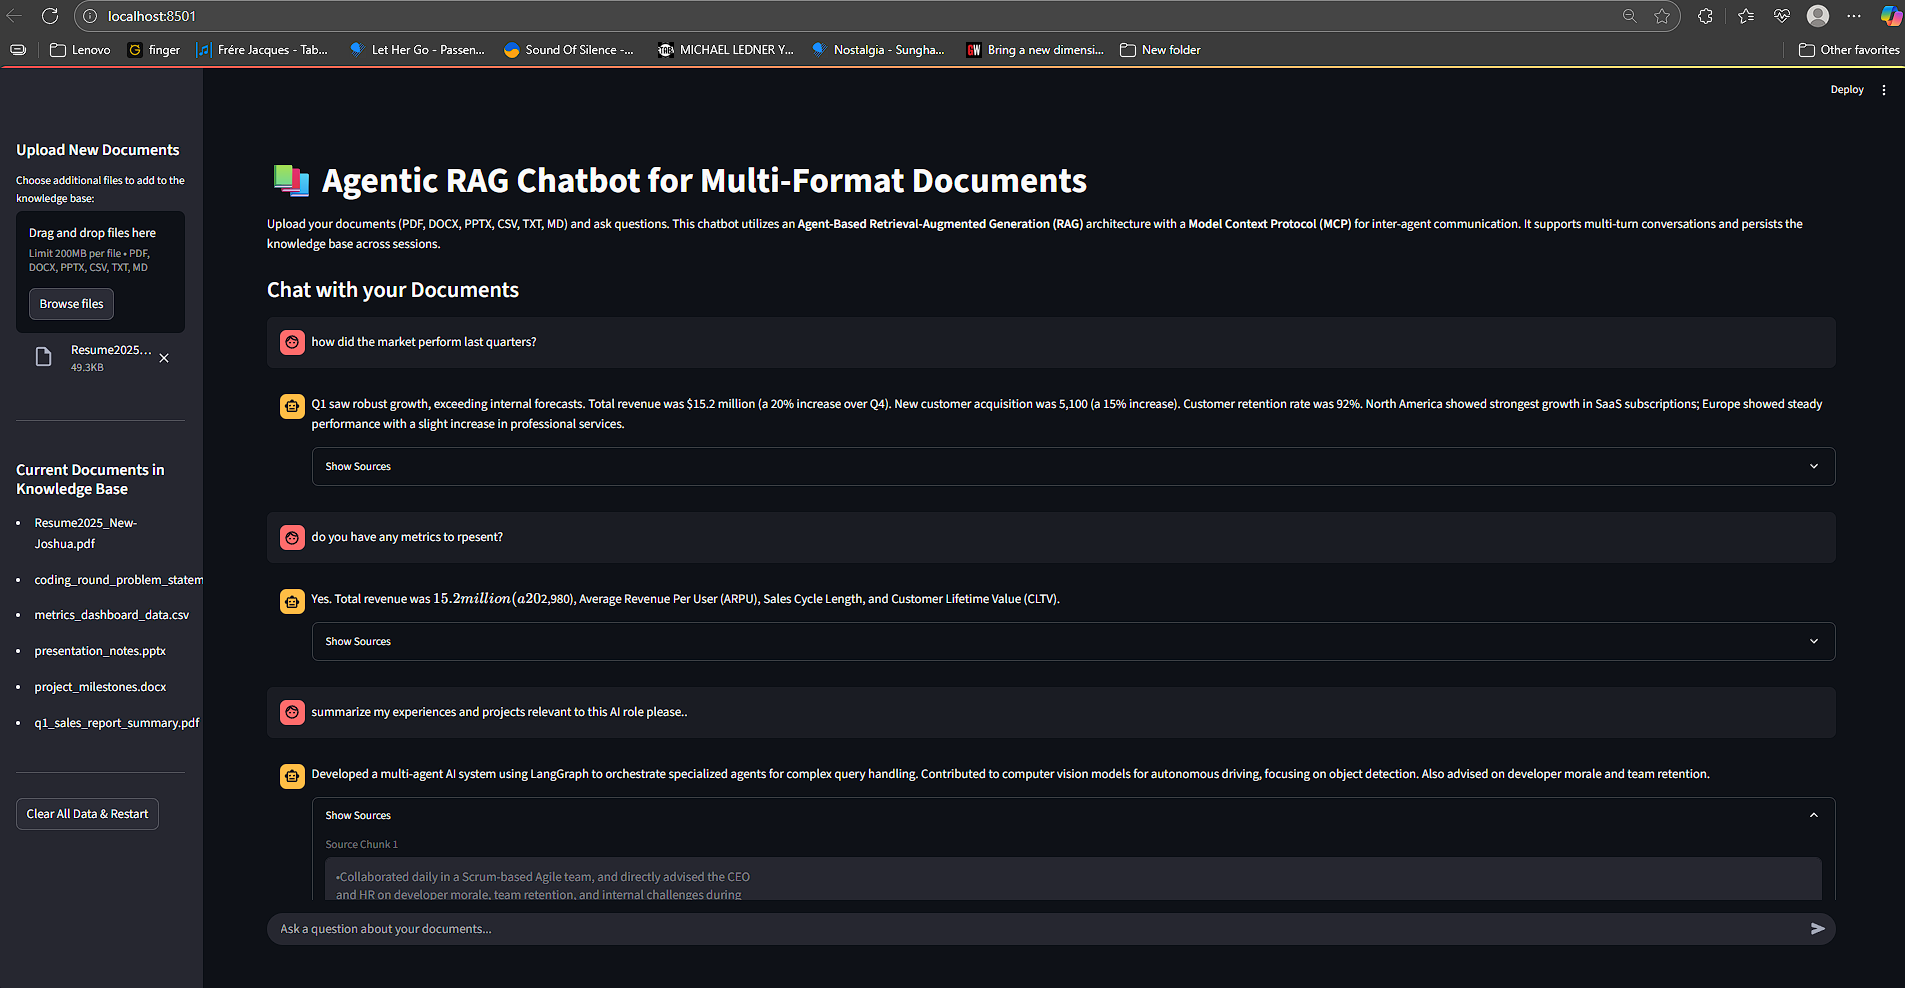 localhost:8501
Lenovo
finger
Frére Jacques - Tab...
Let Her Go - Passen...
Sound Of Silence -...
MICHAEL LEDNER Y...
Nostalgia - Sungha...
GW
Bring a new dimensi...
New folder
Other favorites
Deploy
Upload New Documents
Choose additional files to add to the
knowledge base:
Drag and drop files here
Limit 200MB per file • PDF,
DOCX, PPTX, CSV, TXT, MD
Browse files
Resume2025...
49.3KB
Current Documents in
Knowledge Base
• Resume2025_New-
Joshua.pdf
• coding_round_problem_statem
• metrics_dashboard_data.csv
• presentation_notes.pptx
• project_milestones.docx
• q1_sales_report_summary.pdf
Clear All Data & Restart
Agentic RAG Chatbot for Multi-Format Documents
Upload your documents (PDF, DOCX, PPTX, CSV, TXT, MD) and ask questions. This chatbot utilizes an Agent-Based Retrieval-Augmented Generation (RAG) architecture with a Model Context Protocol (MCP) for inter-agent communication. It supports multi-turn conversations and persists the
knowledge base across sessions.
Chat with your Documents
how did the market perform last quarters?
Q1 saw robust growth, exceeding internal forecasts. Total revenue was $15.2 million (a 20% increase over Q4). New customer acquisition was 5,100 (a 15% increase). Customer retention rate was 92%. North America showed strongest growth in SaaS subscriptions; Europe showed steady
performance with a slight increase in professional services.
Show Sources
do you have any metrics to rpesent?
Yes. Total revenue was 15.2million(a202,980), Average Revenue Per User (ARPU), Sales Cycle Length, and Customer Lifetime Value (CLTV).
Show Sources
summarize my experiences and projects relevant to this AI role please..
Developed a multi-agent AI system using LangGraph to orchestrate specialized agents for complex query handling. Contributed to computer vision models for autonomous driving, focusing on object detection. Also advised on developer morale and team retention.
Show Sources
Source Chunk 1
•Collaborated daily in a Scrum-based Agile team, and directly advised the CEO
and HR on developer morale, team retention, and internal challenges during
Ask a question about your documents...